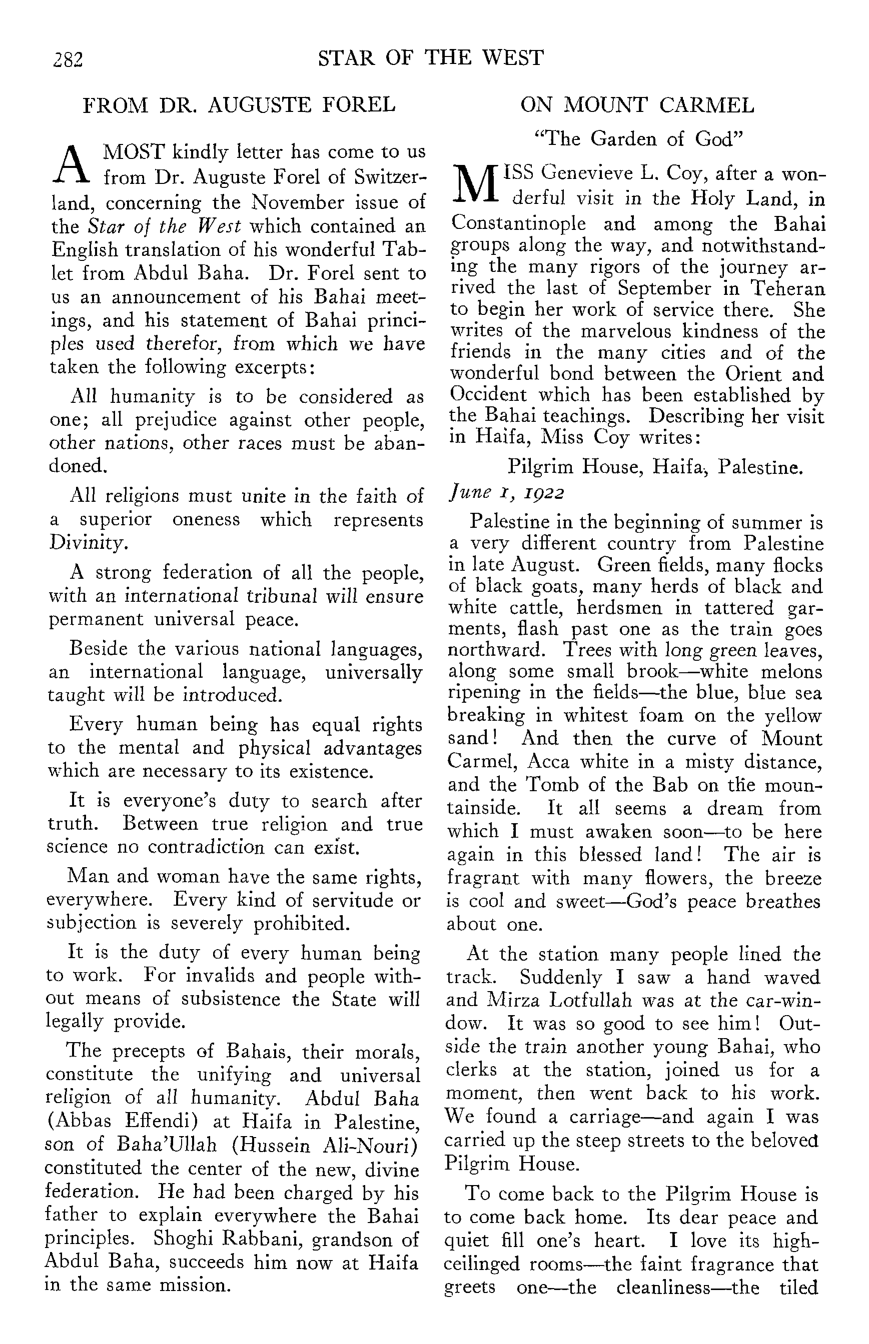 282
STAR OF THE WEST
FROM DR. AUGUSTE FOREL
A MOST kindly letter has come to us
from Dr. Auguste Forel of Switzer-
land, concerning the November issue of
the Star of the West which contained an
English translation of his wonderful Tab-
let from Abdul Baha. Dr. Forel sent to
us an announcement of his Bahai meet-
ings, and his statement of Bahai princi-
ples used therefor, from which we have
taken the following excerpts:
All humanity is to be considered as
one; all prejudice against other people,
other nations, other races must be aban-
doned.
All religions must unite in the faith of
a superior oneness which represents
Divinity.
A strong federation of all the people,
with an international tribunal will ensure
permanent universal peace.
Beside the various national languages,
an international language, universally
taught will be introduced.
Every human being has equal rights
to the mental and physical advantages
which are necessary to its existence.
It is everyone's duty to search after
truth. Between true religion and true
science no contradiction can exist.
Man and woman have the same rights,
everywhere. Every kind of servitude or
subjection is severely prohibited.
It is the duty of every human being
to work. For invalids and people with-
out means of subsistence the State will
legally provide.
The precepts of Bahais, their morals,
constitute the unifying and universal
religion of all humanity. Abdul Baha
(Abbas Effendi) at Haifa in Palestine,
son of Baha'Ullah (Hussein Ali-Nouri)
constituted the center of the new, divine
federation. He had been charged by his
father to explain everywhere the Bahai
principles. Shoghi Rabbani, grandson of
Abdul Baha, succeeds him now at Haifa
in the same mission.
ON MOUNT CARMEL
"The Garden of God"
MISS Genevieve L. Coy, after a won-
derful visit in the Holy Land, in
Constantinople and among the Bahai
groups along the way, and notwithstand-
ing the many rigors of the journey ar-
rived the last of September in Teheran
to begin her work of service there. She
writes of the marvelous kindness of the
friends in the many cities and of the
wonderful bond between the Orient and
Occident which has been established by
the Bahai teachings. Describing her visit
in Haifa, Miss Coy writes:
Pilgrim House, Haifa, Palestine.
June 1, 1922
Palestine in the beginning of summer is
a very different country from Palestine
in late August. Green fields, many flocks
of black goats, many herds of black and
white cattle, herdsmen in tattered gar-
ments, flash past one as the train goes
northward. Trees with long green leaves,
along some small brook—white melons
ripening in the fields—the blue, blue sea
breaking in whitest foam on the yellow
sand! And then the curve of Mount
Carmel, Acca white in a misty distance,
and the Tomb of the Bab on the moun-
tainside. It all seems a dream from
which I must awaken soon—to be here
again in this blessed land! The air is
fragrant with many flowers, the breeze
is cool and sweet—God's peace breathes
about one.
At the station many people lined the
track. Suddenly I saw a hand waved
and Mirza Lotfullah was at the car-win-
dow. It was so good to see him! Out-
side the train another young Bahai, who
clerks at the station, joined us for a
moment, then went back to his work.
We found a carriage—and again I was
carried up the steep streets to the beloved
Pilgrim House.
To come back to the Pilgrim House is
to come back home. Its dear peace and
quiet fill one's heart. I love its high-
ceilinged rooms—the faint fragrance that
greets one—the cleanliness—the tiled